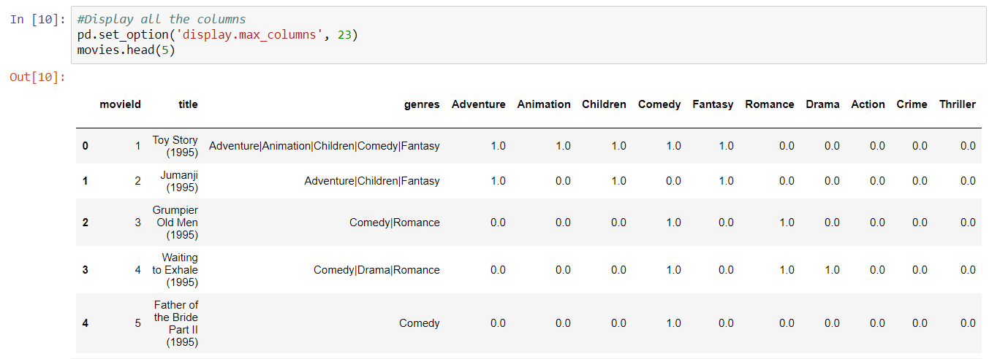 In [10]: #Display all the columns
pd.set_option('display.max_columns', 23)
movies.head(5)
Out[10]:
movieId title genres Adventure Animation Children Comedy Fantasy Romance Drama Action Crime Thriller
0 1 Toy Story (1995) Adventure|Animation|Children|Comedy|Fantasy 1.0 1.0 1.0 1.0 1.0 0.0 0.0 0.0 0.0 0.0
1 2 Jumanji (1995) Adventure|Children|Fantasy 1.0 0.0 1.0 0.0 1.0 0.0 0.0 0.0 0.0 0.0
2 3 Grumpier Old Men (1995) Comedy|Romance 0.0 0.0 0.0 1.0 0.0 1.0 0.0 0.0 0.0 0.0
3 4 Waiting to Exhale (1995) Comedy|Drama|Romance 0.0 0.0 0.0 1.0 0.0 1.0 1.0 0.0 0.0 0.0
4 5 Father of the Bride Part II (1995) Comedy 0.0 0.0 0.0 1.0 0.0 0.0 0.0 0.0 0.0 0.0